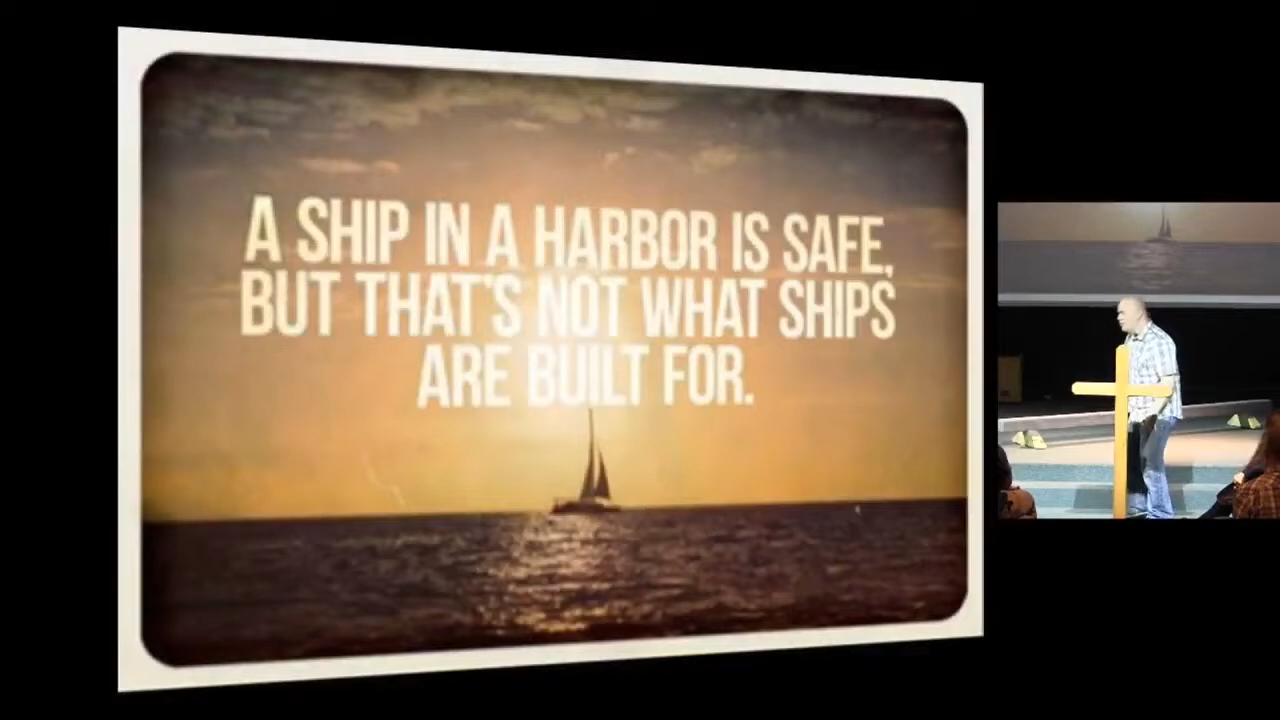 A SHIP IN A HARBOR IS SAFE,
BUT THAT'S NOT WHAT SHIPS
ARE BUILT FOR.